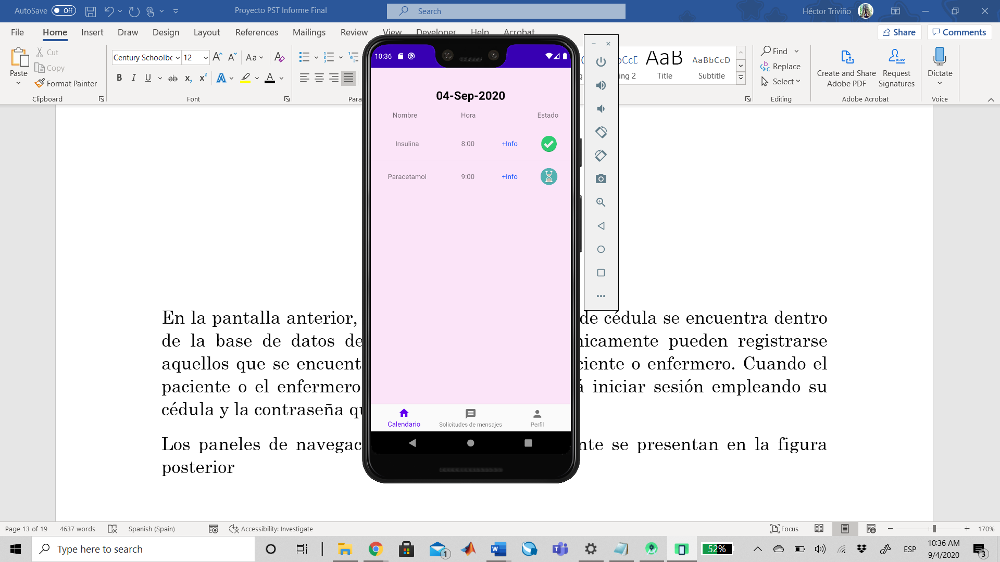 AutoSave Off Proyecto PST Informe Final Search Héctor Triviño
File Home Insert Draw Design Layout References Mailings Review View Developer Help Acrobat Share Comments
Century Schoolbc 12 Aa
AaB AaBbCcD
Find
Cut
Copy
Paste
Format Painter
B I U ab x2 x2 A A
ing 2 Title Subtitle
Replace
Select
Create and Share Adobe PDF
Request Signatures
Dictate
Clipboard Font Para Editing Adobe Acrobat Voice
10:36
04-Sep-2020
Nombre Hora Estado
Insulina 8:00 +Info
Paracetamol 9:00 +Info
Calendario Solicitudes de mensajes Perfil
En la pantalla anterior, de cédula se encuentra dentro
de la base de datos de nicamente pueden registrarse
aquellos que se encuent ciente o enfermero. Cuando el
paciente o el enfermero á iniciar sesión empleando su
cédula y la contraseña qu
Los paneles de navegac nte se presentan en la figura
posterior
Page 13 of 19 4637 words Spanish (Spain) Accessibility: Investigate Focus 170%
Type here to search 1 52% ESP 10:36 AM
9/4/2020 3